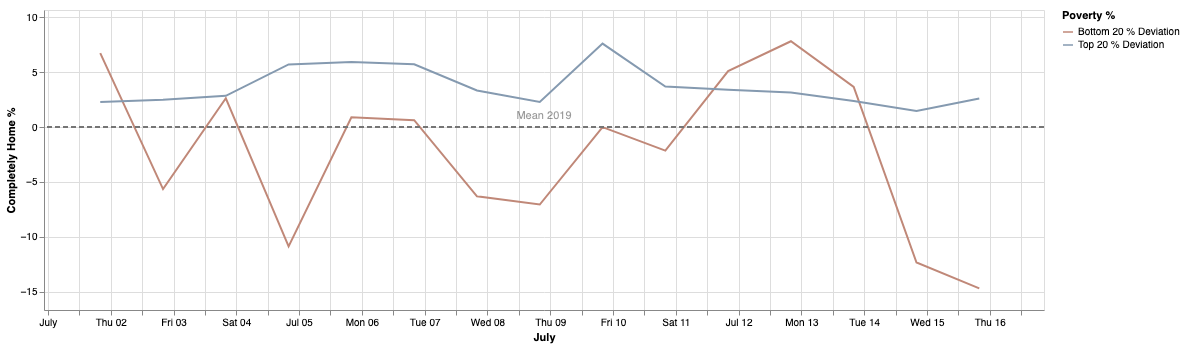 Poverty %
Bottom 20 % Deviation
Top 20 % Deviation
Completely Home %
10
5
0
−5
−10
−15
Mean 2019
July Thu 02 Fri 03 Sat 04 Jul 05 Mon 06 Tue 07 Wed 08 Thu 09 Fri 10 Sat 11 Jul 12 Mon 13 Tue 14 Wed 15 Thu 16
July